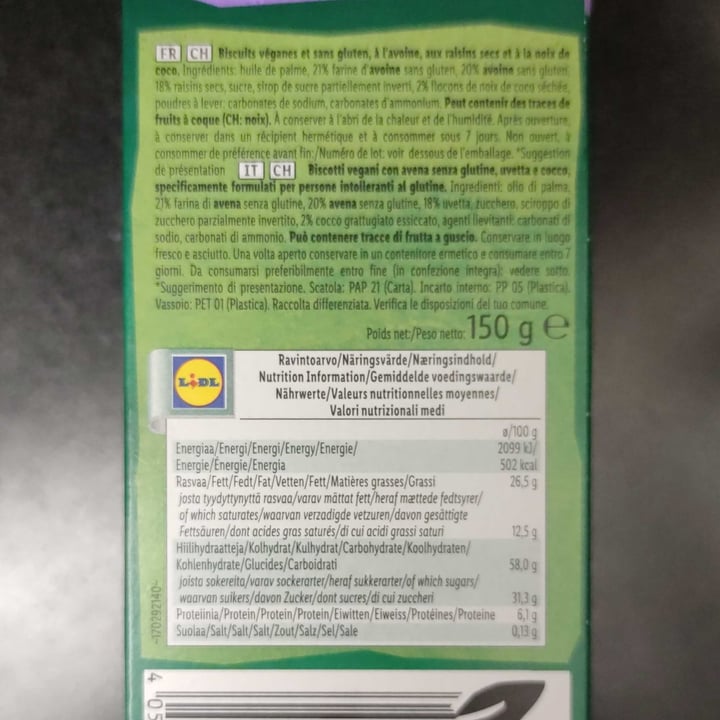 FR CH Biscuits véganes et sans gluten, à l'avoine, aux raisins secs et à la noix de
coco. Ingrédients: huile de palme, 21% farine d'avoine sans gluten, 20% avoine sans gluten,
18% raisins secs, sucre, sirop de sucre partiellement inverti, 2% flocons de noix de coco séchée,
poudres à lever: carbonates de sodium, carbonates d'ammonium. Peut contenir des traces de
fruits à coque (CH: noix). À conserver à l'abri de la chaleur et de l'humidité. Après ouverture,
à conserver dans un récipient hermétique et à consommer sous 7 jours. Non ouvert, à
consommer de préférence avant fin:/Numéro de lot: voir dessous de l'emballage. *Suggestion
de présentation IT CH Biscotti vegani con avena senza glutine, uvetta e cocco,
specificamente formulati per persone intolleranti al glutine. Ingredienti: olio di palma,
21% farina di avena senza glutine, 20% avena senza glutine, 18% uvetta, zucchero, sciroppo di
zucchero parzialmente invertito, 2% cocco grattugiato essiccato, agenti lievitanti: carbonati di
sodio, carbonati di ammonio. Può contenere tracce di frutta a guscio. Conservare in luogo
fresco e asciutto. Una volta aperto conservare in un contenitore ermetico e consumare entro 7
giorni. Da consumarsi preferibilmente entro fine (in confezione integra): vedere sotto.
*Suggerimento di presentazione. Scatola: PAP 21 (Carta). Incarto interno: PP 05 (Plastica).
Vassoio: PET 01 (Plastica). Raccolta differenziata. Verifica le disposizioni del tuo comune.
Poids net:/Peso netto: 150 g e
LIDL
Ravintoarvo/Näringsvärde/Næringsindhold/
Nutrition Information/Gemiddelde voedingswaarde/
Nährwerte/Valeurs nutritionnelles moyennes/
Valori nutrizionali medi
ø/100 g
Energiaa/Energi/Energi/Energy/Energie/ 2099 kJ/
Energie/Énergie/Energia 502 kcal
Rasvaa/Fett/Fedt/Fat/Vetten/Fett/Matières grasses/Grassi 26,5 g
josta tyydyttynyttä rasvaa/varav mättat fett/heraf mættede fedtsyrer/
of which saturates/waarvan verzadigde vetzuren/davon gesättigte
Fettsäuren/dont acides gras saturés/di cui acidi grassi saturi 12,5 g
Hiilihydraatteja/Kolhydrat/Kulhydrat/Carbohydrate/Koolhydraten/
Kohlenhydrate/Glucides/Carboidrati 58,0 g
joista sokereita/varav sockerarter/heraf sukkerarter/of which sugars/
waarvan suikers/davon Zucker/dont sucres/di cui zuccheri 31,3 g
Proteiinia/Protein/Protein/Protein/Eiwitten/Eiweiss/Protéines/Proteine 6,1 g
Suolaa/Salt/Salt/Salt/Zout/Salz/Sel/Sale 0,13 g
-170292140-
4 05